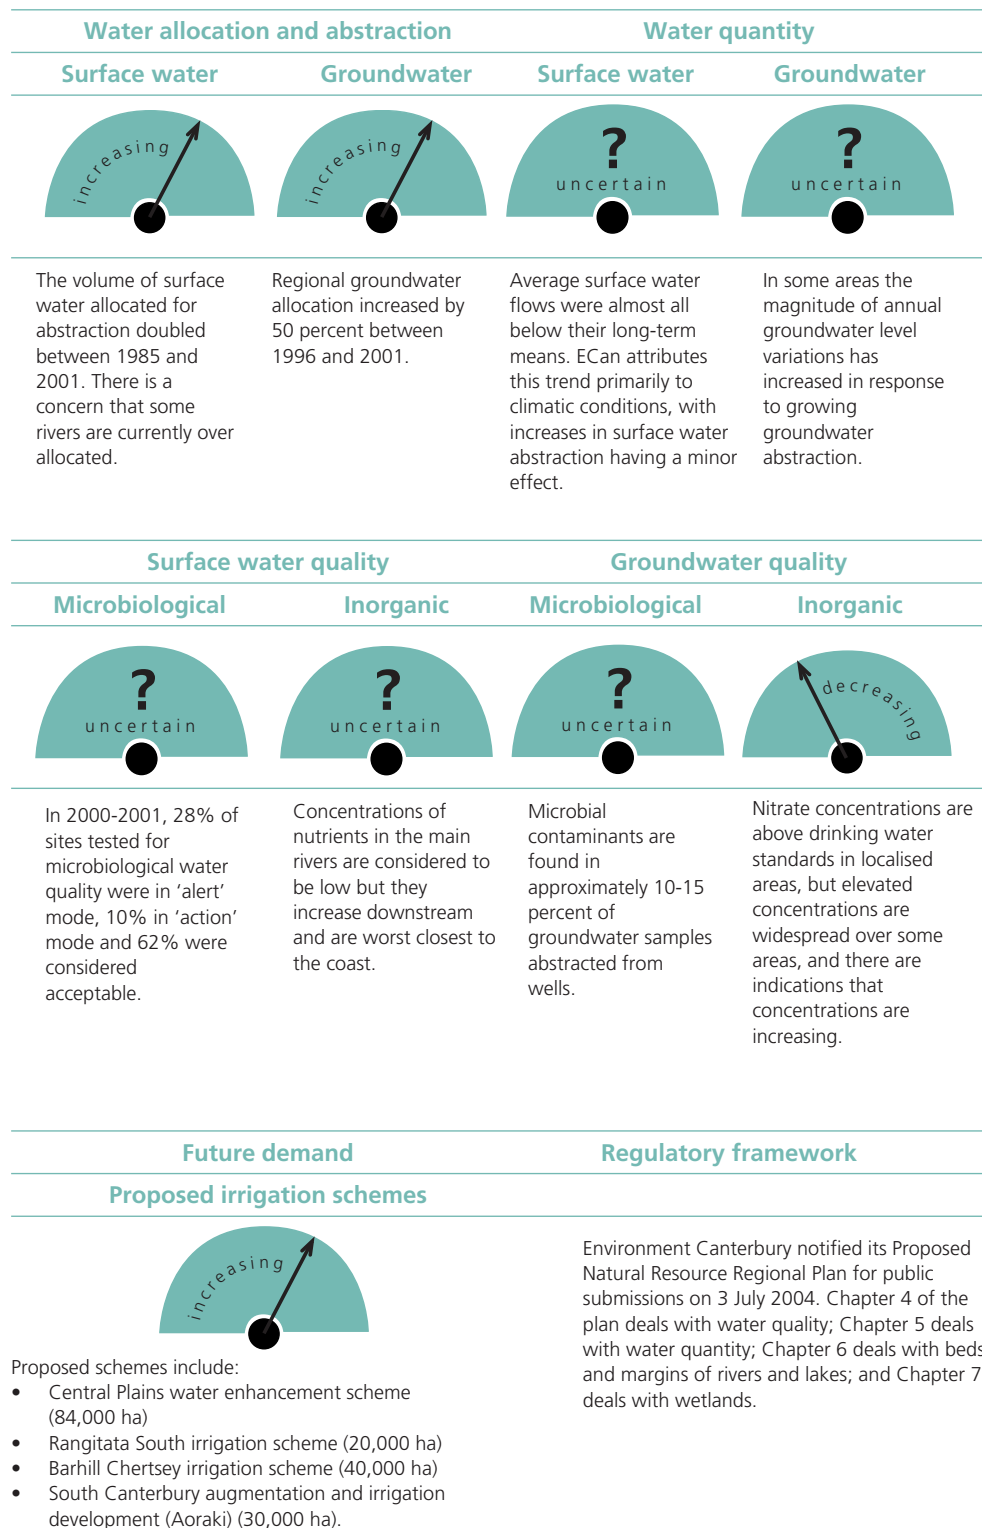 Water allocation and abstraction
Water quantity
Surface water
Groundwater
Surface water
Groundwater
increasing
increasing
?
uncertain
?
uncertain
The volume of surface
water allocated for
abstraction doubled
between 1985 and
2001. There is a
concern that some
rivers are currently over
allocated.
Regional groundwater
allocation increased by
50 percent between
1996 and 2001.
Average surface water
flows were almost all
below their long-term
means. ECan attributes
this trend primarily to
climatic conditions, with
increases in surface water
abstraction having a minor
effect.
In some areas the
magnitude of annual
groundwater level
variations has
increased in response
to growing
groundwater
abstraction.
Surface water quality
Groundwater quality
Microbiological
Inorganic
Microbiological
Inorganic
?
uncertain
?
uncertain
?
uncertain
decreasing
In 2000-2001, 28% of
sites tested for
microbiological water
quality were in ‘alert’
mode, 10% in ‘action’
mode and 62% were
considered
acceptable.
Concentrations of
nutrients in the main
rivers are considered to
be low but they
increase downstream
and are worst closest to
the coast.
Microbial
contaminants are
found in
approximately 10-15
percent of
groundwater samples
abstracted from
wells.
Nitrate concentrations are
above drinking water
standards in localised
areas, but elevated
concentrations are
widespread over some
areas, and there are
indications that
concentrations are
increasing.
Future demand
Regulatory framework
Proposed irrigation schemes
increasing
Proposed schemes include:
• Central Plains water enhancement scheme
(84,000 ha)
• Rangitata South irrigation scheme (20,000 ha)
• Barhill Chertsey irrigation scheme (40,000 ha)
• South Canterbury augmentation and irrigation
development (Aoraki) (30,000 ha).
Environment Canterbury notified its Proposed
Natural Resource Regional Plan for public
submissions on 3 July 2004. Chapter 4 of the
plan deals with water quality; Chapter 5 deals
with water quantity; Chapter 6 deals with beds
and margins of rivers and lakes; and Chapter 7
deals with wetlands.